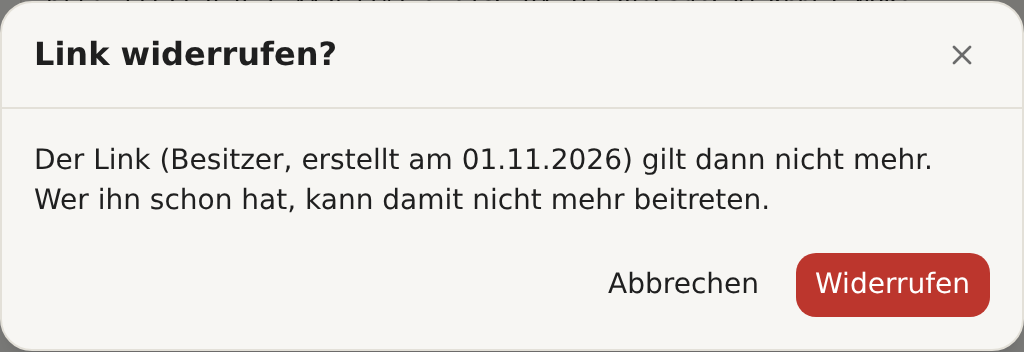 Link widerrufen?
Der Link (Besitzer, erstellt am 01.11.2026) gilt dann nicht mehr.
Wer ihn schon hat, kann damit nicht mehr beitreten.
Abbrechen
Widerrufen